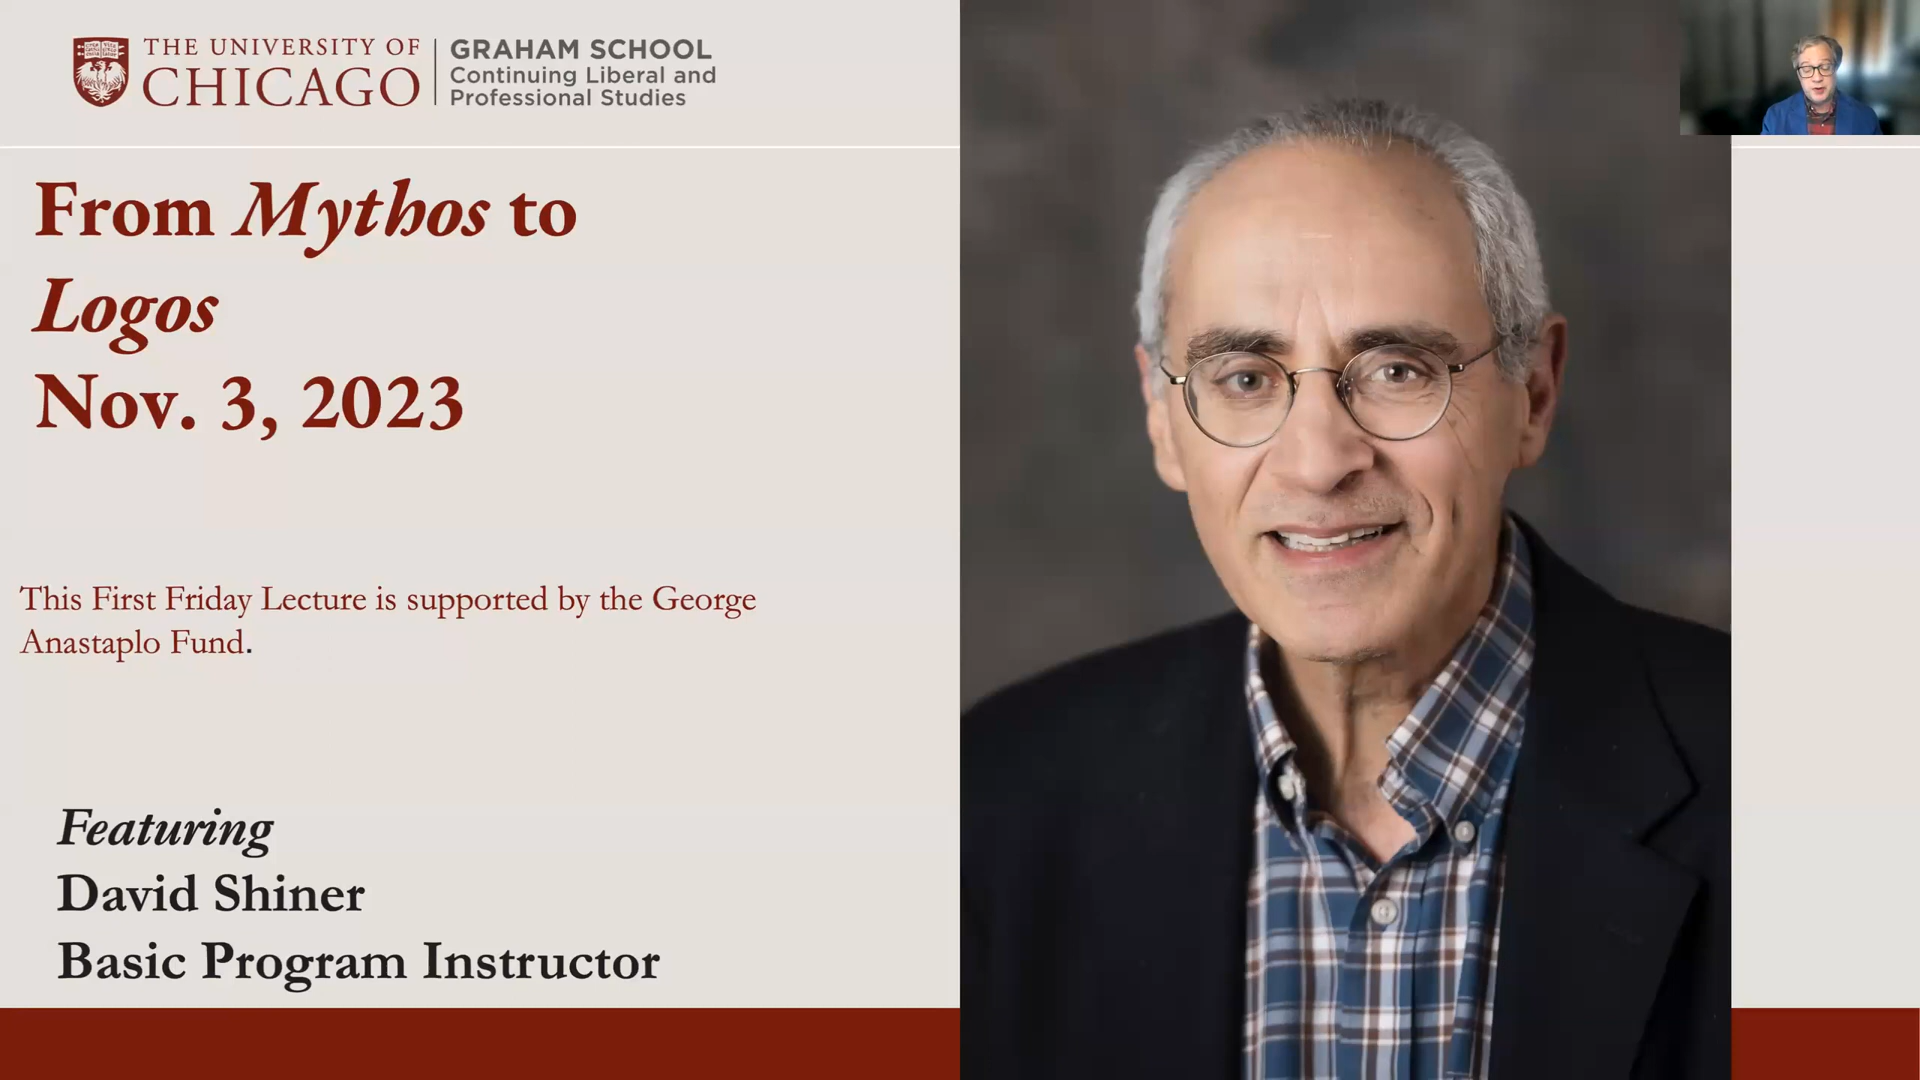 THE UNIVERSITY OF
CHICAGO
GRAHAM SCHOOL
Continuing Liberal and
Professional Studies
From Mythos to
Logos
Nov. 3, 2023
This First Friday Lecture is supported by the George
Anastaplo Fund.
Featuring
David Shiner
Basic Program Instructor